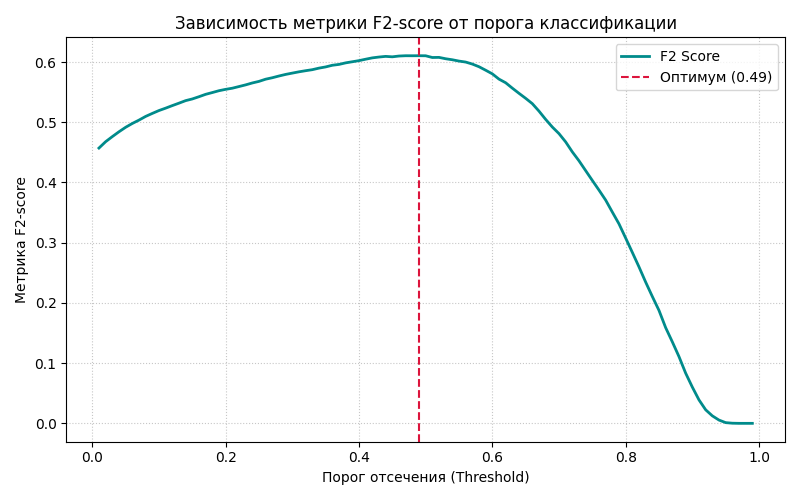 Зависимость метрики F2-score от порога классификации
F2 Score
Оптимум (0.49)
Метрика F2-score
0.6
0.5
0.4
0.3
0.2
0.1
0.0
0.0 0.2 0.4 0.6 0.8 1.0
Порог отсечения (Threshold)